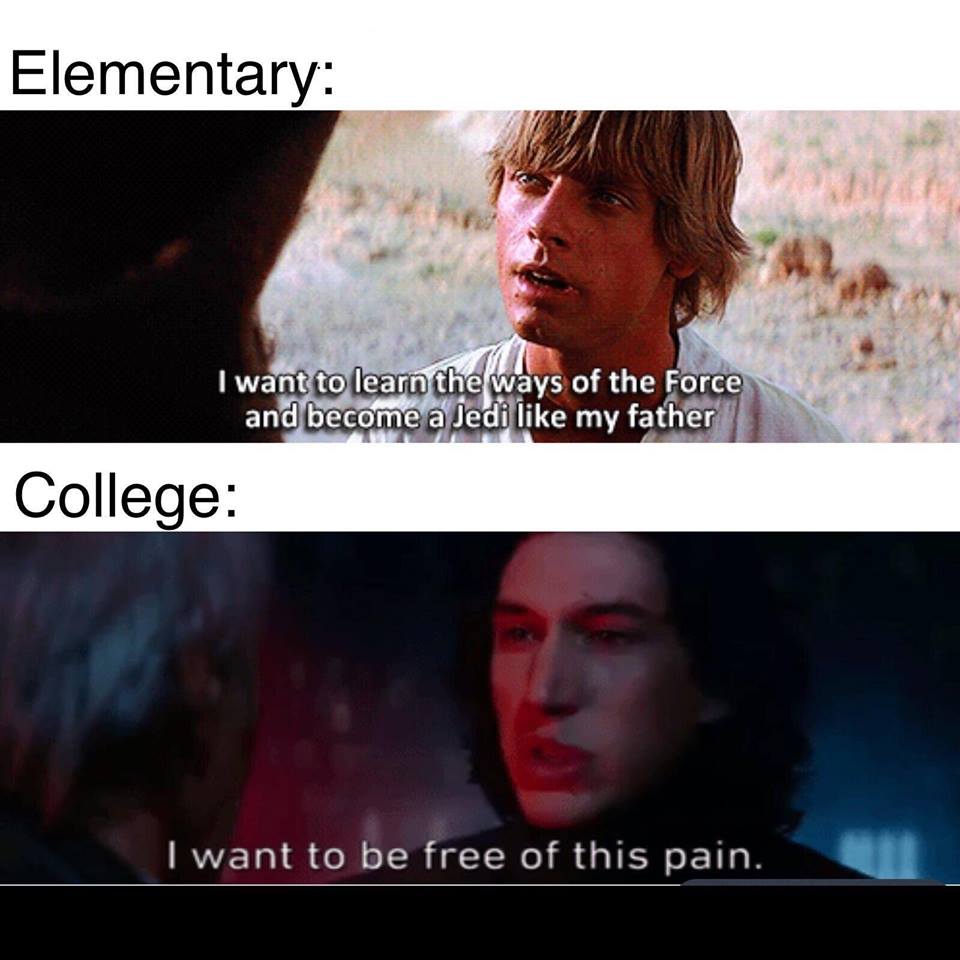 Elementary:
I want to learn the ways of the Force
and become a Jedi like my father
College:
I want to be free of this pain.